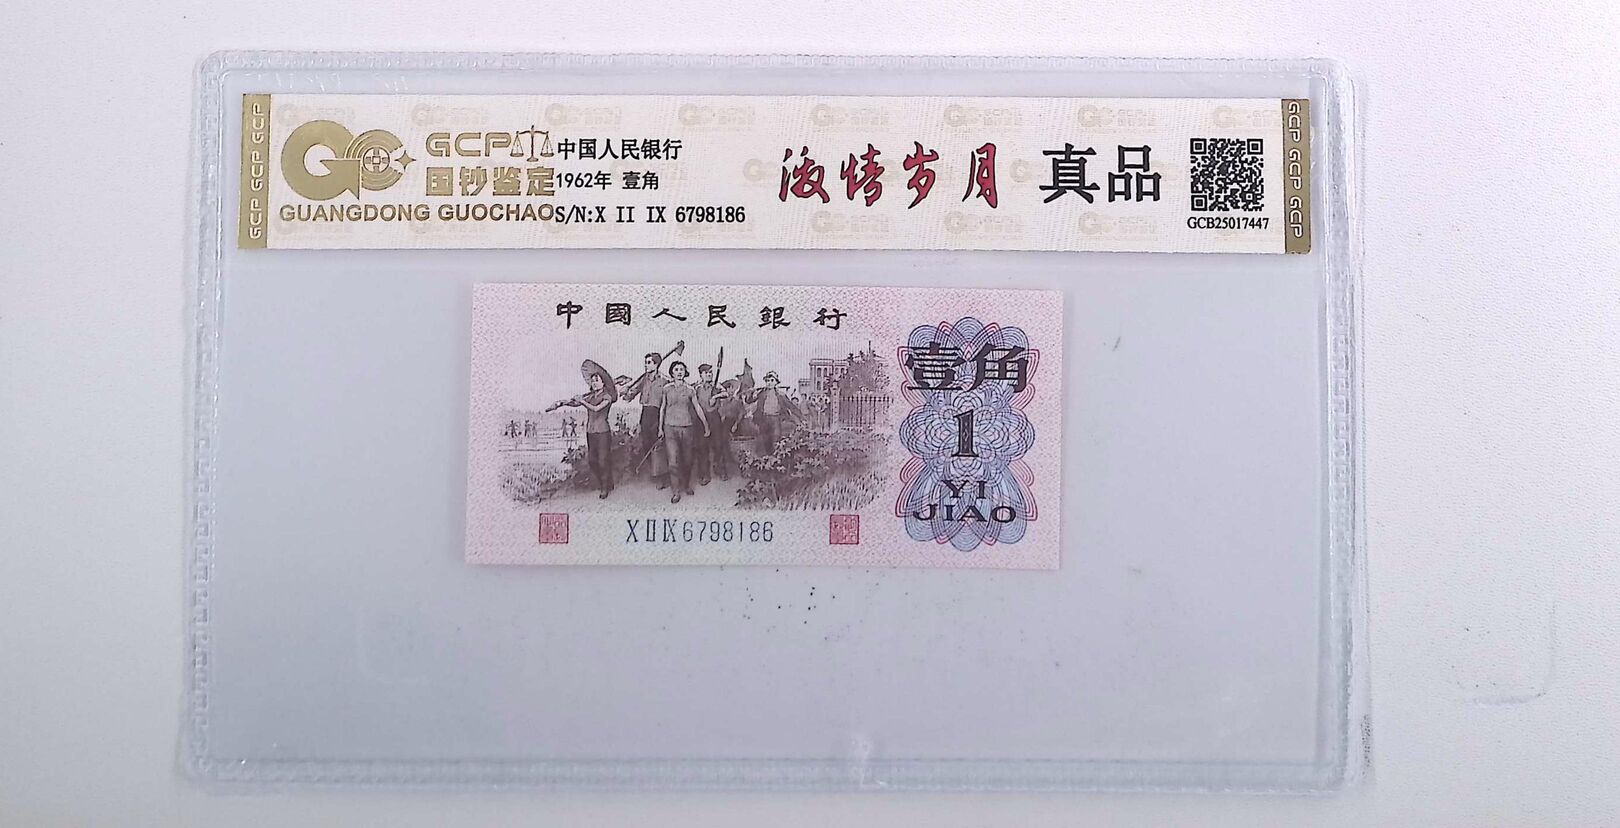 GCP GCP GCP
GCP
国钞鉴定
GUANGDONG GUOCHAO
中国人民银行
1962年 壹角
S/N:X II IX 6798186
激情岁月 真品
GCB25017447
GCP GCP GCP
中國人民銀行
壹角
1
YI
JIAO
X II IX 6798186